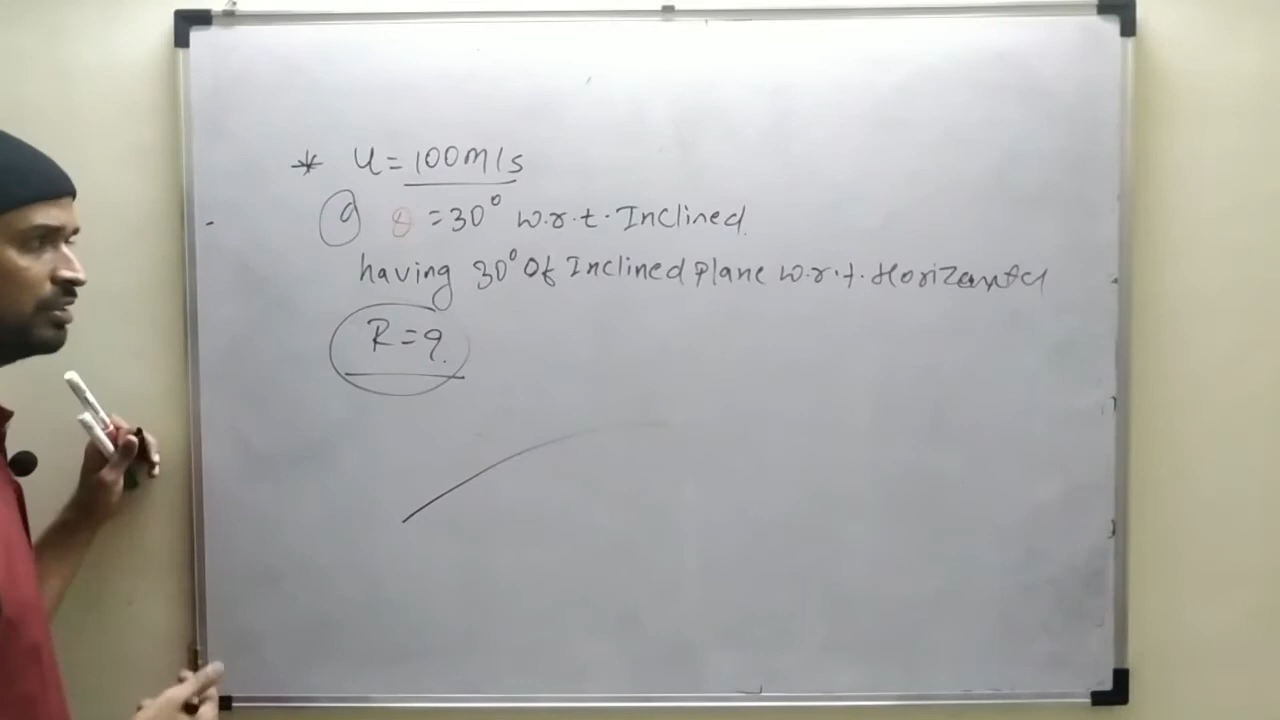 * u = 100m/s
θ = 30° w.r.t. Inclined.
having 30° of Inclined plane w.r.t. Horizontal
R = ?